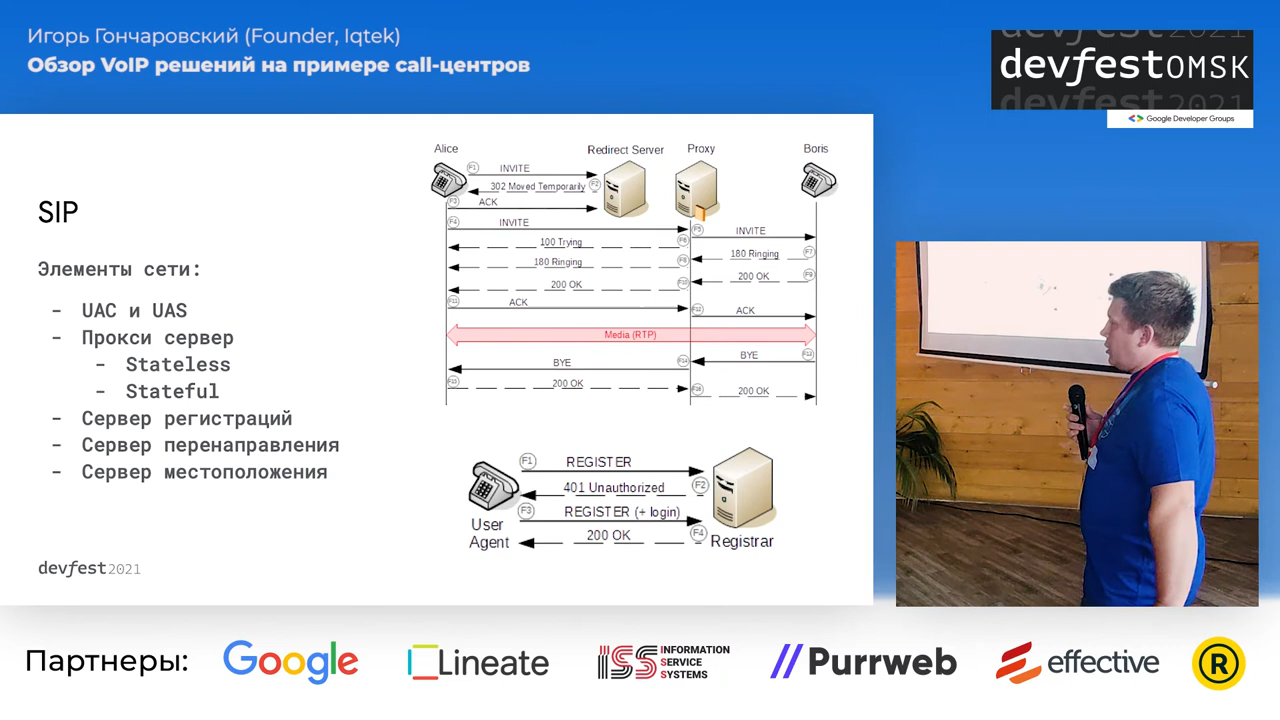 Игорь Гончаровский (Founder, Iqtek)
Обзор VoIP решений на примере call-центров
devfest 2021
devfestOMSK
devfest 2021
Google Developer Groups
SIP
Элементы сети:
- UAC и UAS
- Прокси сервер
- Stateless
- Stateful
- Сервер регистраций
- Сервер перенаправления
- Сервер местоположения
devfest2021
Alice
Redirect Server
Proxy
Boris
F1 INVITE
302 Moved Temporarily F2
F3 ACK
F4 INVITE
F5 INVITE
100 Trying F6
180 Ringing F7
180 Ringing F8
200 OK F9
200 OK F10
F11 ACK
F12 ACK
Media (RTP)
BYE F13
BYE F14
F15 200 OK
F16 200 OK
F1 REGISTER
401 Unauthorized F2
F3 REGISTER (+ login)
200 OK F4
User
Agent
Registrar
Партнеры:
Google
Lineate
ISS INFORMATION
SERVICE
SYSTEMS
Purrweb
effective
R